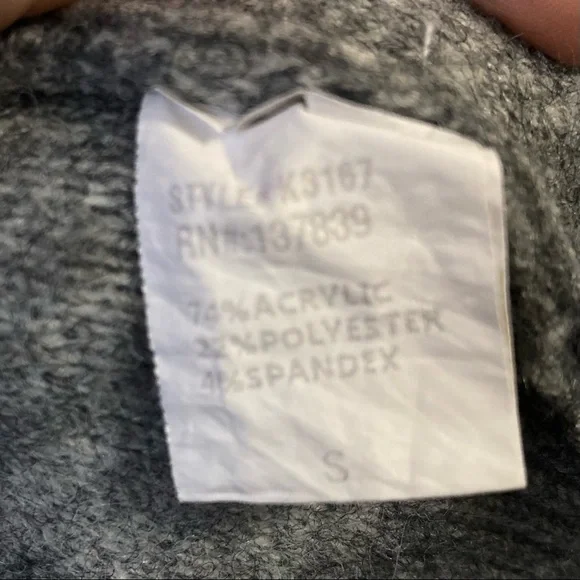 STYLE# K3167
RN#:137839
74%ACRYLIC
22%POLYESTER
4%SPANDEX
S